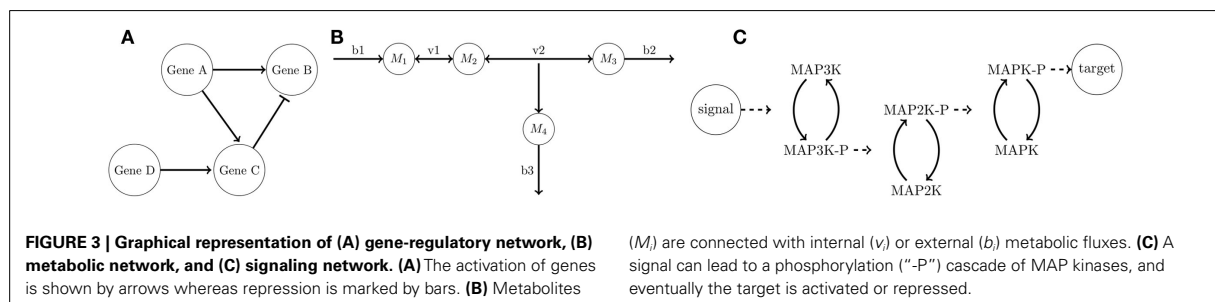 A
Gene A
Gene B
Gene D
Gene C
B
b1
M1
v1
M2
v2
M3
b2
M4
b3
C
signal
MAP3K
MAP3K-P
MAP2K-P
MAP2K
MAPK-P
MAPK
target
FIGURE 3 | Graphical representation of (A) gene-regulatory network, (B)
metabolic network, and (C) signaling network. (A) The activation of genes
is shown by arrows whereas repression is marked by bars. (B) Metabolites
(Mi) are connected with internal (vi) or external (bi) metabolic fluxes. (C) A
signal can lead to a phosphorylation ("-P") cascade of MAP kinases, and
eventually the target is activated or repressed.